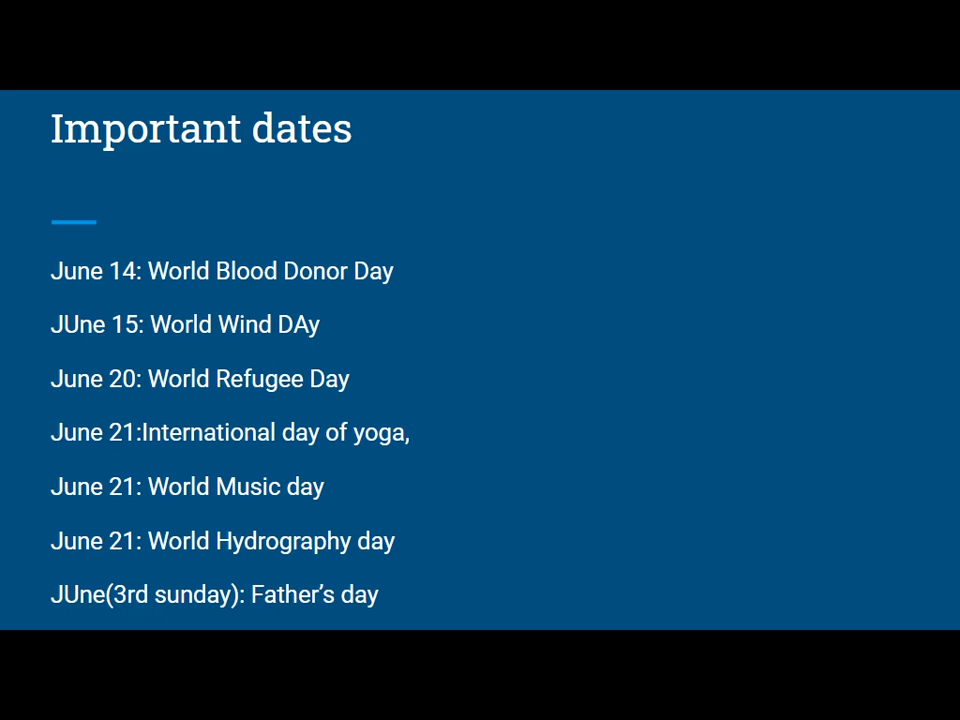 Important dates
June 14: World Blood Donor Day
JUne 15: World Wind DAy
June 20: World Refugee Day
June 21:International day of yoga,
June 21: World Music day
June 21: World Hydrography day
JUne(3rd sunday): Father’s day